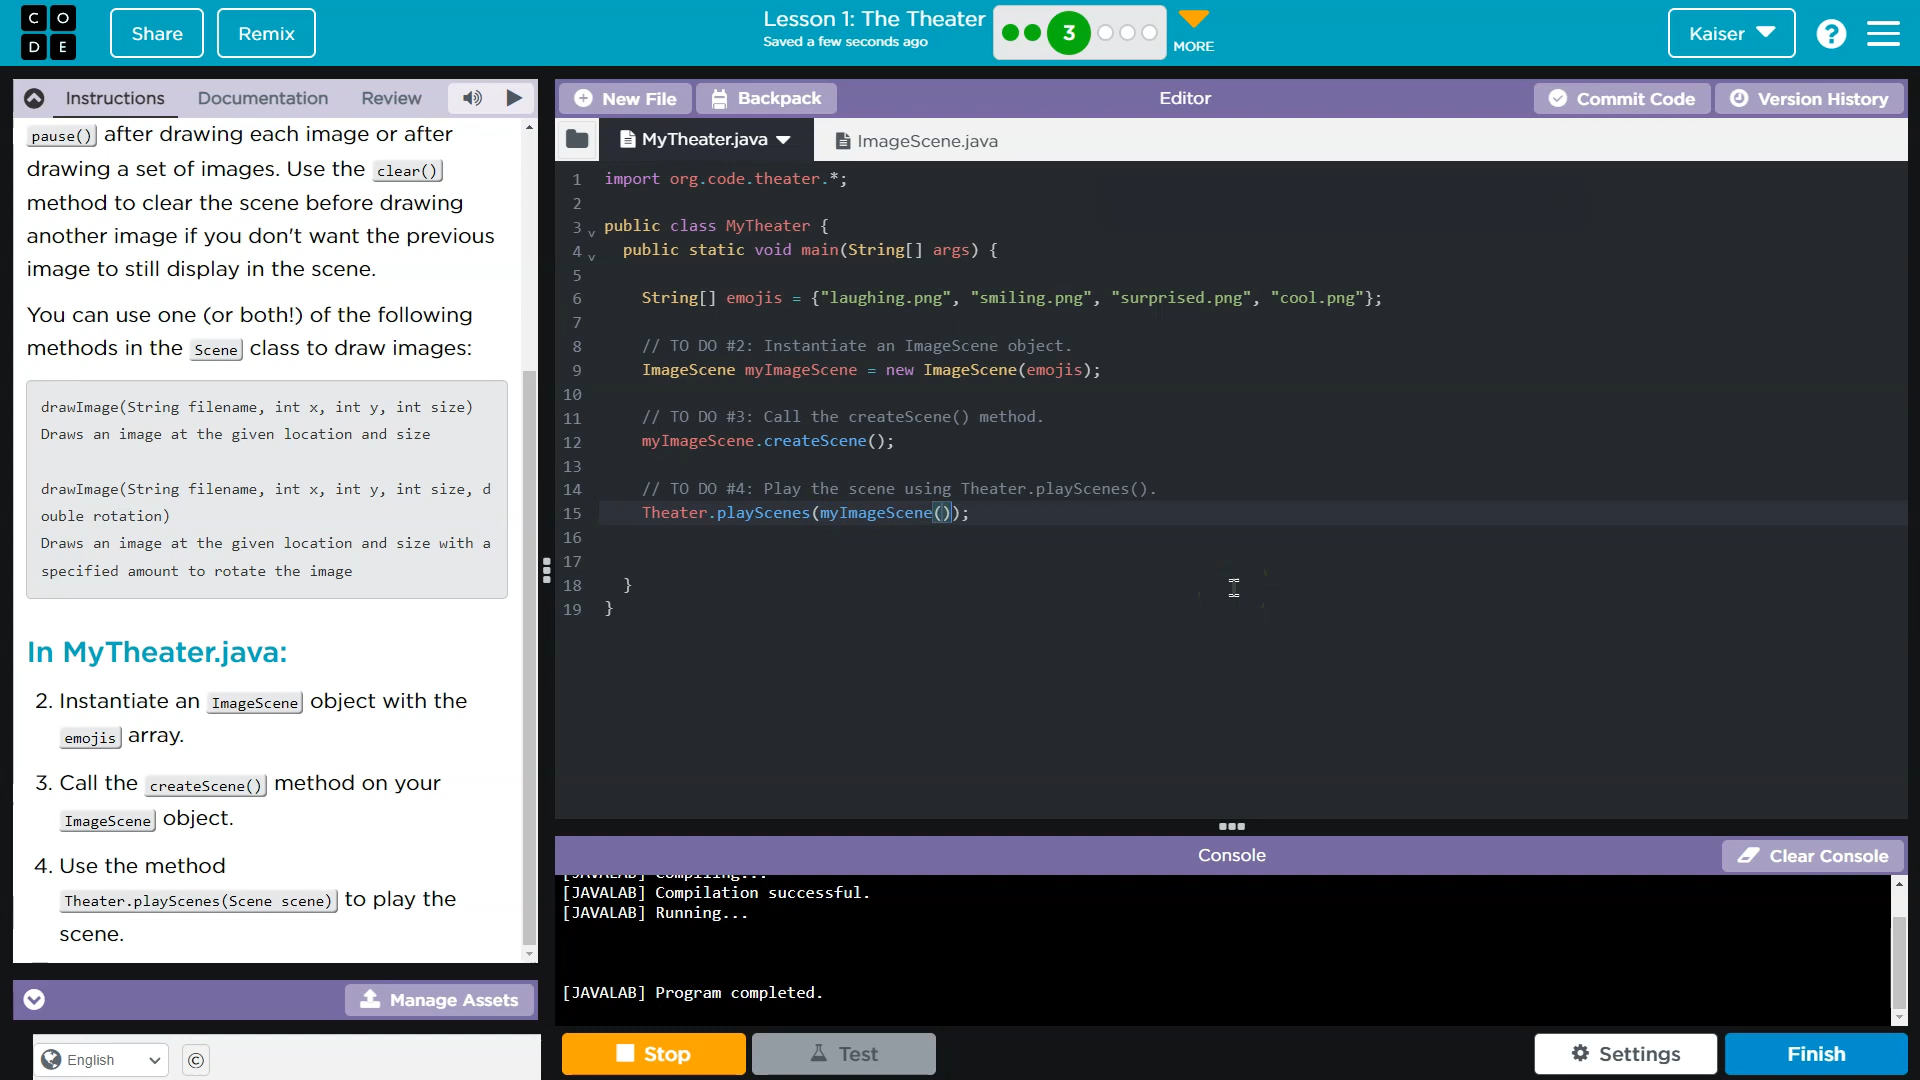 C O
D E
Share
Remix
Lesson 1: The Theater
Saved a few seconds ago
3
MORE
Kaiser
?
Instructions
Documentation
Review
pause() after drawing each image or after
drawing a set of images. Use the clear()
method to clear the scene before drawing
another image if you don't want the previous
image to still display in the scene.
You can use one (or both!) of the following
methods in the Scene class to draw images:
drawImage(String filename, int x, int y, int size)
Draws an image at the given location and size
drawImage(String filename, int x, int y, int size, d
ouble rotation)
Draws an image at the given location and size with a
specified amount to rotate the image
In MyTheater.java:
2. Instantiate an ImageScene object with the
emojis array.
3. Call the createScene() method on your
ImageScene object.
4. Use the method
Theater.playScenes(Scene scene) to play the
scene.
Manage Assets
English
©
New File
Backpack
Editor
Commit Code
Version History
MyTheater.java
ImageScene.java
1 import org.code.theater.*;
2
3 public class MyTheater {
4 public static void main(String[] args) {
5
6 String[] emojis = {"laughing.png", "smiling.png", "surprised.png", "cool.png"};
7
8 // TO DO #2: Instantiate an ImageScene object.
9 ImageScene myImageScene = new ImageScene(emojis);
10
11 // TO DO #3: Call the createScene() method.
12 myImageScene.createScene();
13
14 // TO DO #4: Play the scene using Theater.playScenes().
15 Theater.playScenes(myImageScene());
16
17
18 }
19 }
Console
Clear Console
[JAVALAB] Compiling...
[JAVALAB] Compilation successful.
[JAVALAB] Running...
[JAVALAB] Program completed.
Stop
Test
Settings
Finish